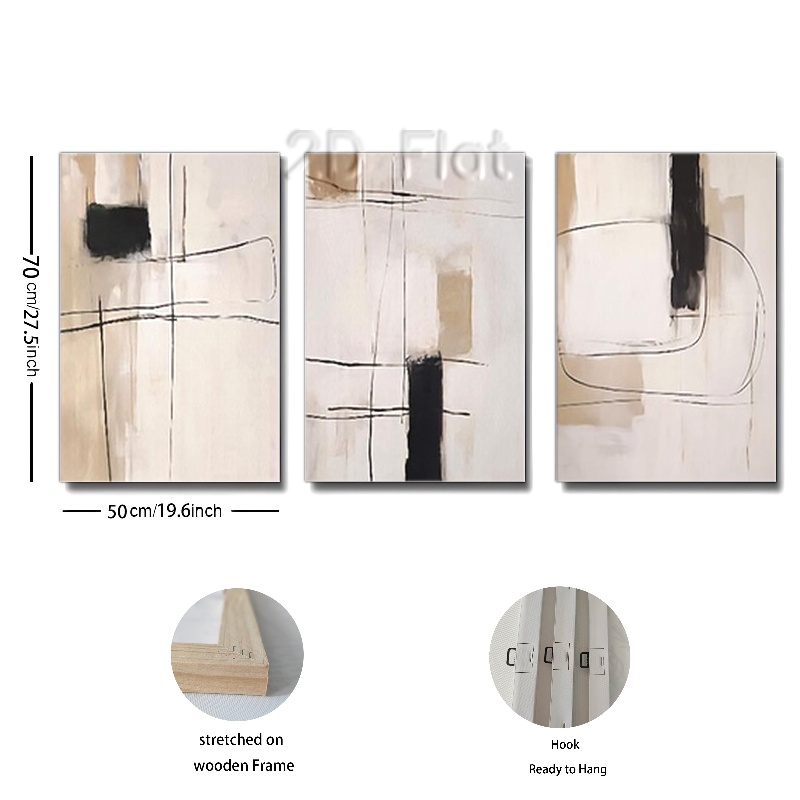 2D Flat
70 cm/27.5inch
50 cm/19.6inch
stretched on
wooden Frame
Hook
Ready to Hang